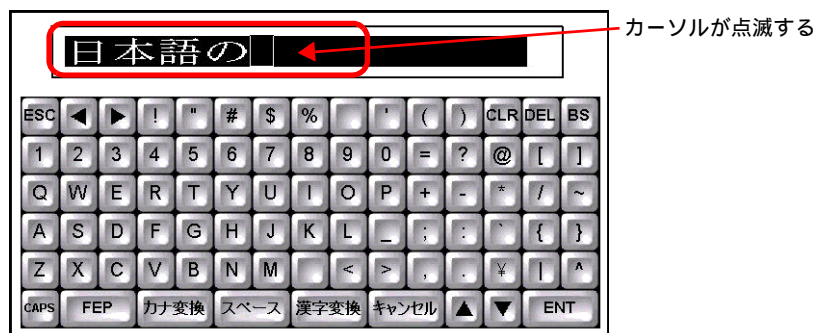 カーソルが点滅する
日本語の
ESC ◀ ▶ ! " # $ % ' ( ) CLR DEL BS
1 2 3 4 5 6 7 8 9 0 = ? @ [ ]
Q W E R T Y U I O P + - * / ~
A S D F G H J K L _ ; : ` { }
Z X C V B N M < > , . ¥ | ^
CAPS FEP カナ変換 スペース 漢字変換 キャンセル ▲ ▼ ENT